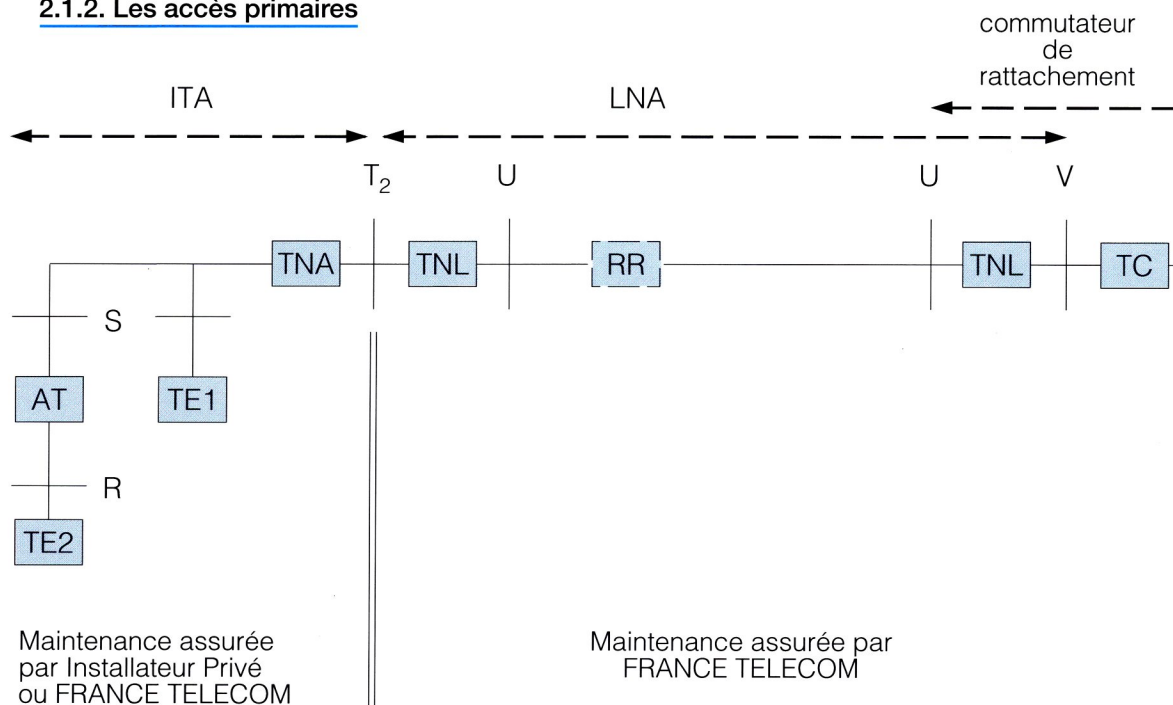 2.1.2. Les accès primaires
commutateur
de
rattachement
ITA
LNA
T₂
U
U
V
TNA
TNL
RR
TNL
TC
S
AT
TE1
R
TE2
Maintenance assurée
par Installateur Privé
ou FRANCE TELECOM
Maintenance assurée par
FRANCE TELECOM